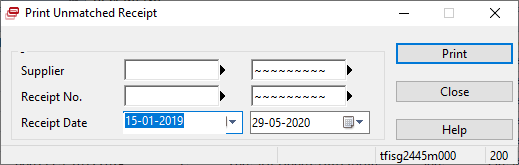 Print Unmatched Receipt
Print
Supplier ~~~~~~~~~
Close
Receipt No. ~~~~~~~~~
Receipt Date 15-01-2019 29-05-2020
Help
tfisg2445m000 200